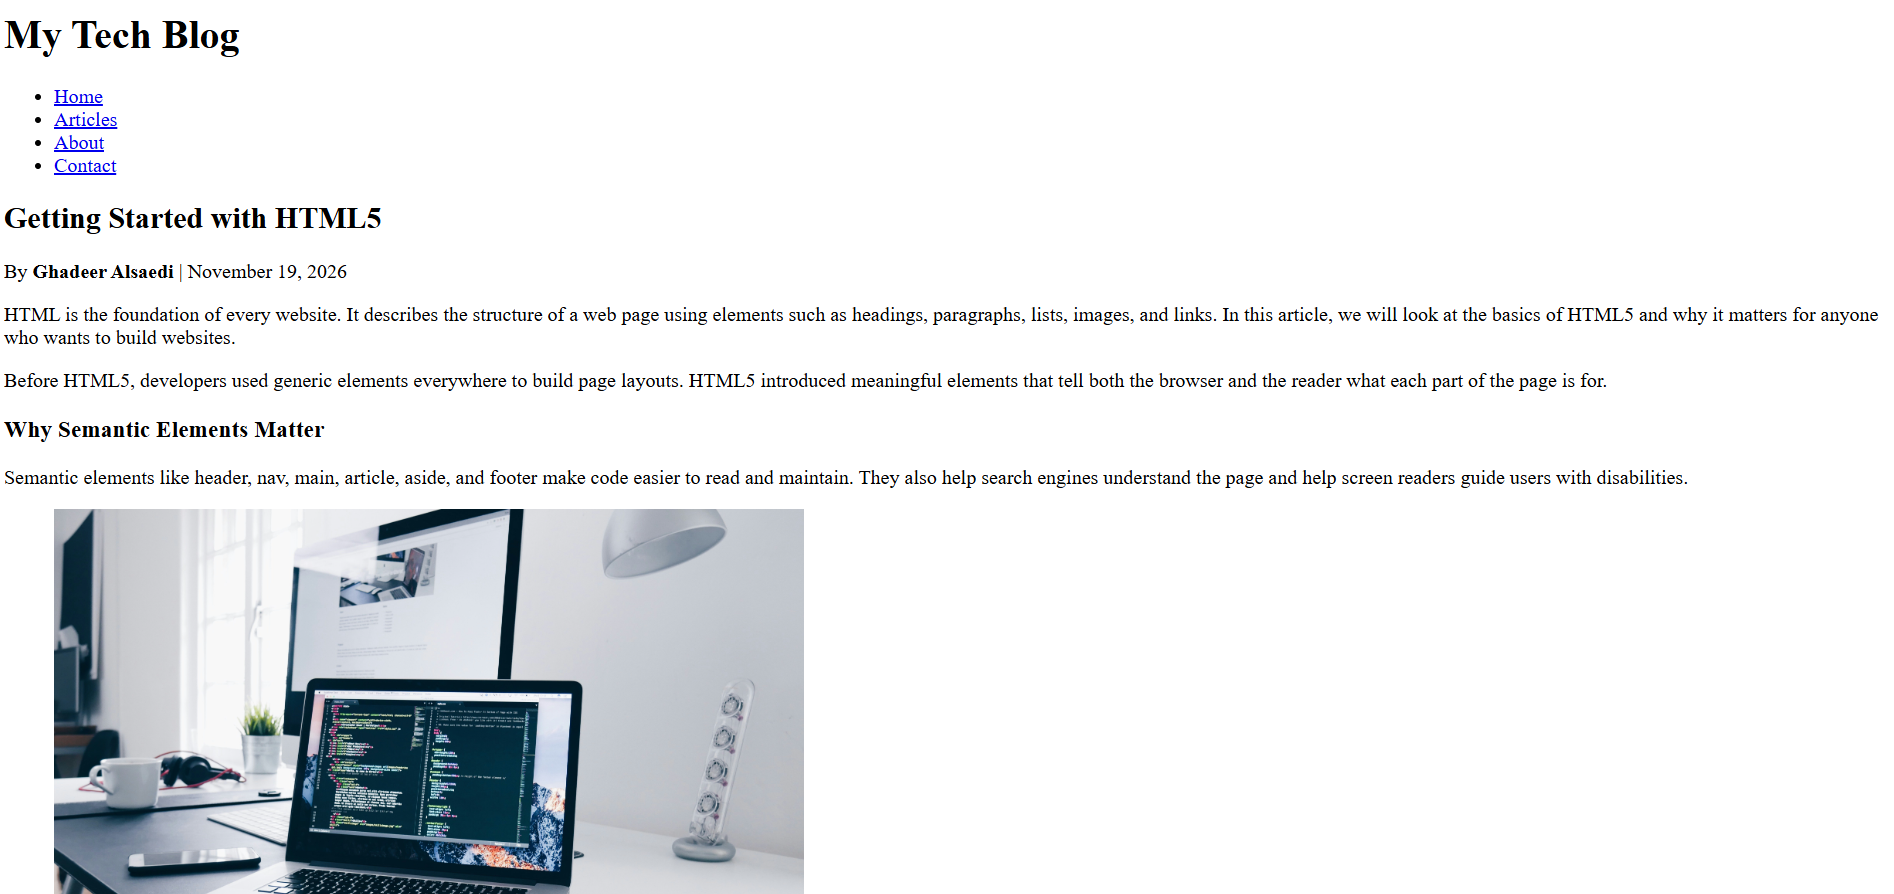 My Tech Blog
Home
Articles
About
Contact
Getting Started with HTML5
By Ghadeer Alsaedi | November 19, 2026
HTML is the foundation of every website. It describes the structure of a web page using elements such as headings, paragraphs, lists, images, and links. In this article, we will look at the basics of HTML5 and why it matters for anyone
who wants to build websites.
Before HTML5, developers used generic elements everywhere to build page layouts. HTML5 introduced meaningful elements that tell both the browser and the reader what each part of the page is for.
Why Semantic Elements Matter
Semantic elements like header, nav, main, article, aside, and footer make code easier to read and maintain. They also help search engines understand the page and help screen readers guide users with disabilities.